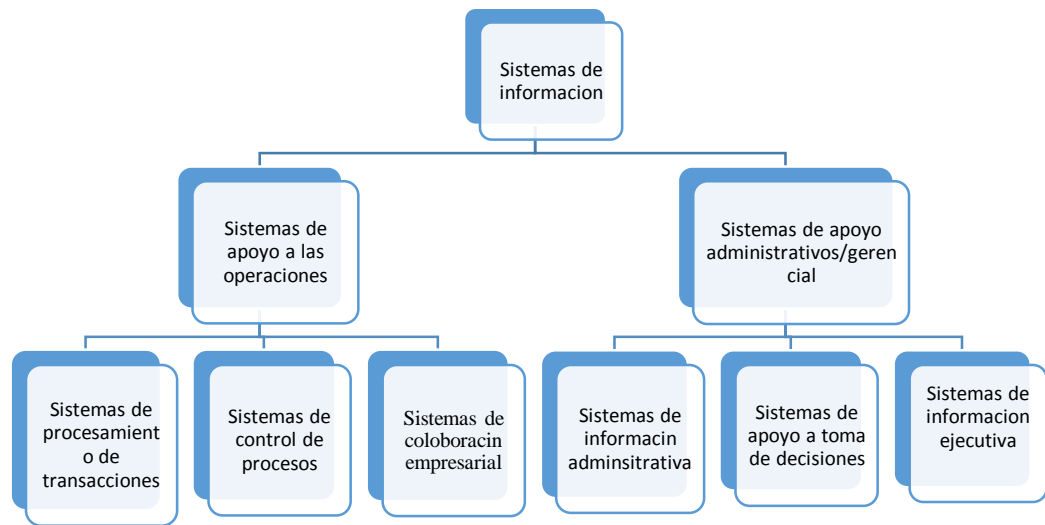 Sistemas de
informacion
Sistemas de
apoyo a las
operaciones
Sistemas de apoyo
administrativos/geren
cial
Sistemas de
procesamient
o de
transacciones
Sistemas de
control de
procesos
Sistemas de
coloboracin
empresarial
Sistemas de
informacin
adminsitrativa
Sistemas de
apoyo a toma
de decisiones
Sistemas de
informacion
ejecutiva